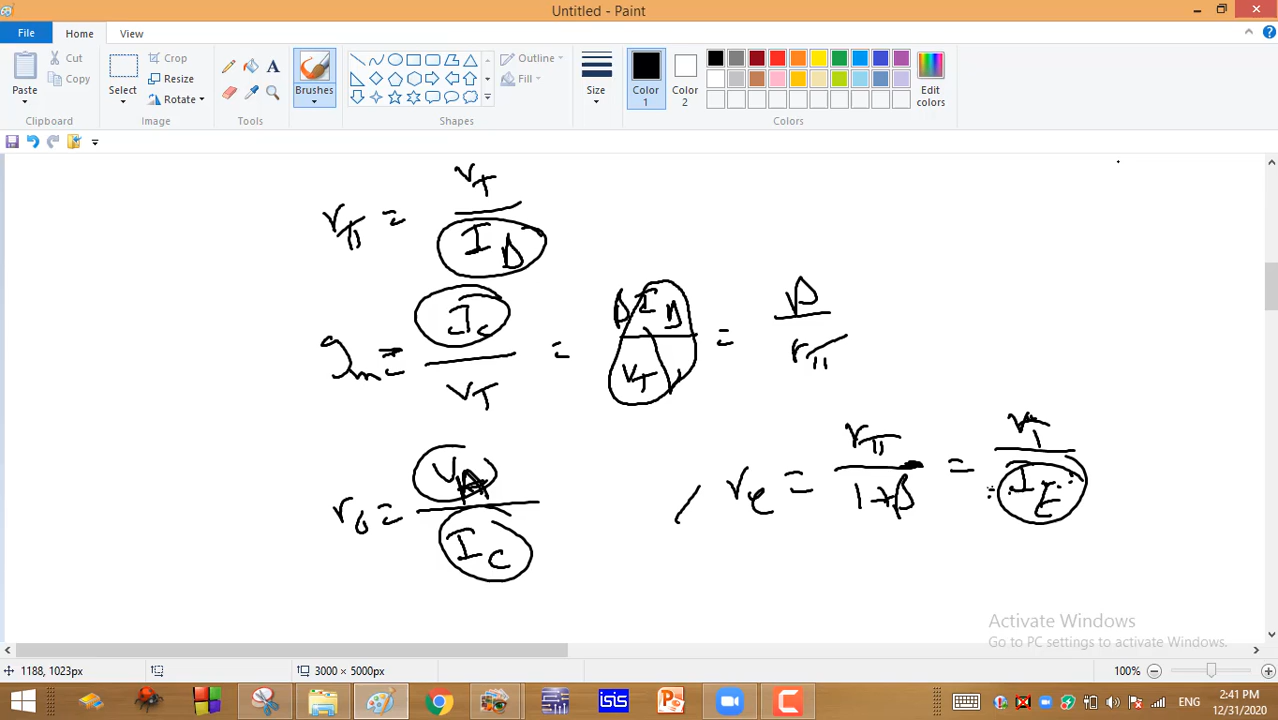 Untitled - Paint
File Home View
Paste Cut Copy Clipboard
Select Crop Resize Rotate Image
Tools
Brushes
Outline Fill Shapes
Size
Color 1 Color 2 Edit colors Colors
rπ = VT / IB
gm = IC / VT = β IB / VT = β / rπ
ro = VA / IC , re = rπ / 1+β = VT / IE
Activate Windows
Go to PC settings to activate Windows.
1188, 1023px 3000 × 5000px 100%
isis ENG 2:41 PM
12/31/2020